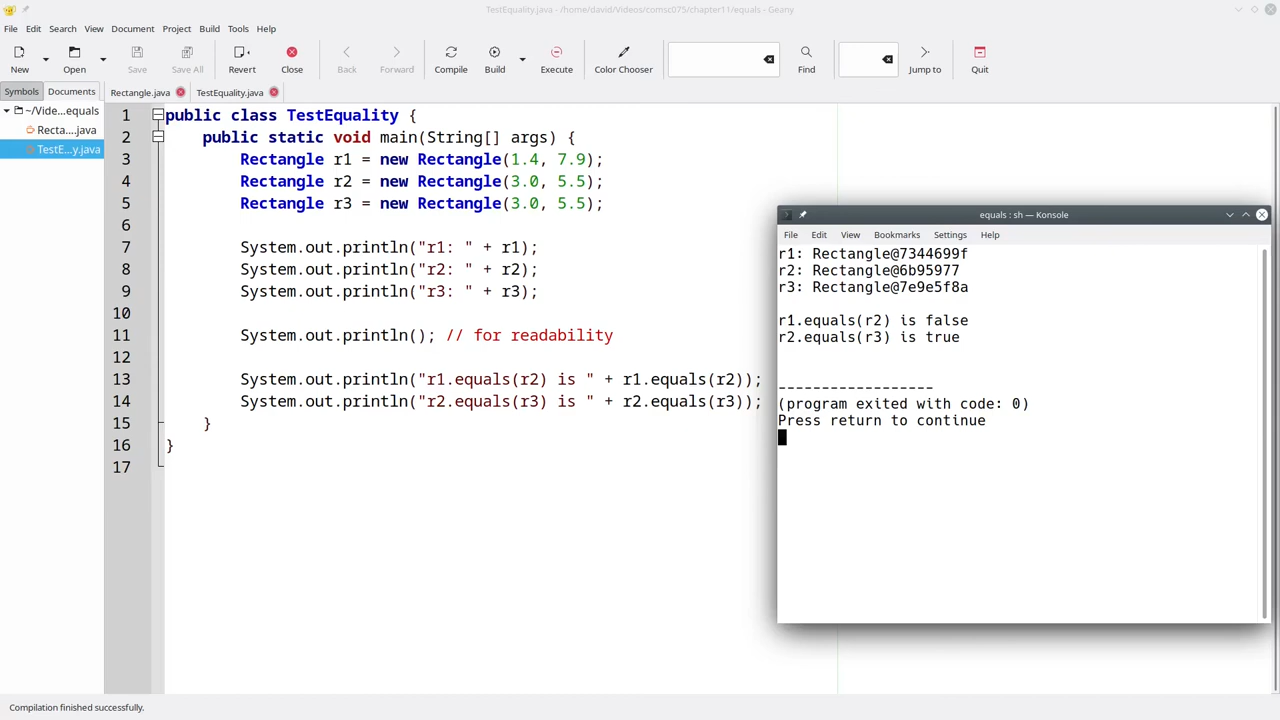 TestEquality.java - /home/david/Videos/comsc075/chapter11/equals - Geany
File Edit Search View Document Project Build Tools Help
New Open Save Save All Revert Close Back Forward Compile Build Execute Color Chooser Find Jump to Quit
Symbols Documents Rectangle.java TestEquality.java
~/Vide...equals
Recta....java
TestE...y.java
1 public class TestEquality {
2 public static void main(String[] args) {
3 Rectangle r1 = new Rectangle(1.4, 7.9);
4 Rectangle r2 = new Rectangle(3.0, 5.5);
5 Rectangle r3 = new Rectangle(3.0, 5.5);
6
7 System.out.println("r1: " + r1);
8 System.out.println("r2: " + r2);
9 System.out.println("r3: " + r3);
10
11 System.out.println(); // for readability
12
13 System.out.println("r1.equals(r2) is " + r1.equals(r2));
14 System.out.println("r2.equals(r3) is " + r2.equals(r3));
15 }
16 }
17
equals : sh — Konsole
File Edit View Bookmarks Settings Help
r1: Rectangle@7344699f
r2: Rectangle@6b95977
r3: Rectangle@7e9e5f8a
r1.equals(r2) is false
r2.equals(r3) is true
------------------
(program exited with code: 0)
Press return to continue
Compilation finished successfully.